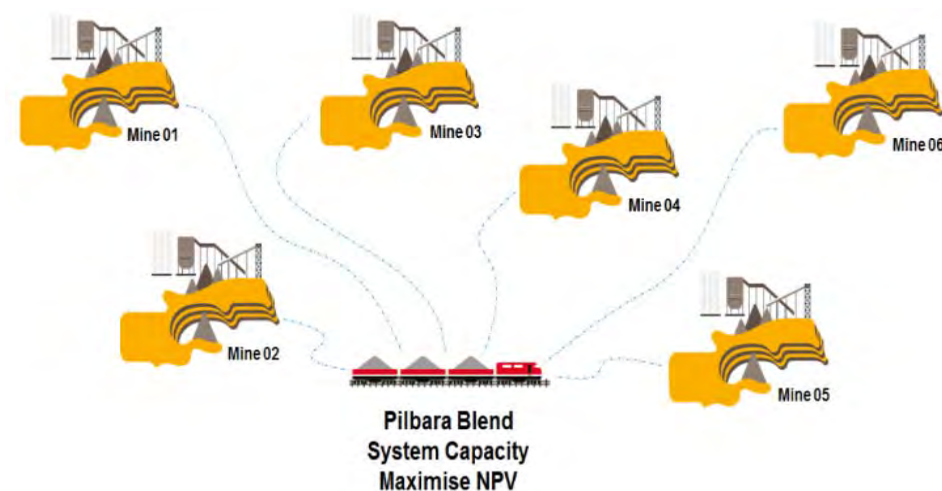 Mine 01
Mine 03
Mine 06
Mine 04
Mine 02
Mine 05
Pilbara Blend
System Capacity
Maximise NPV